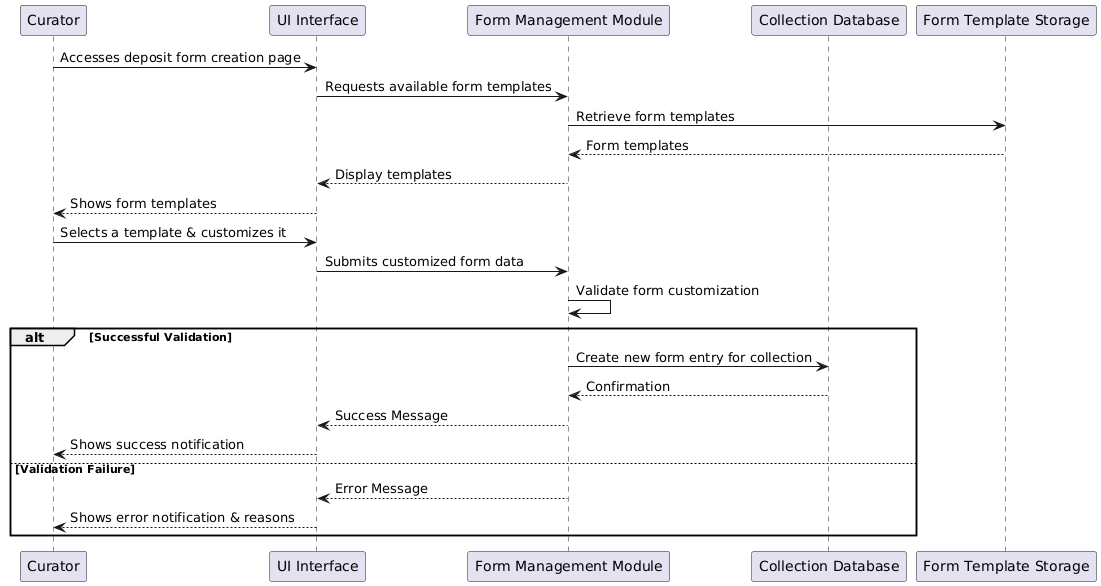 Curator
UI Interface
Form Management Module
Collection Database
Form Template Storage
Accesses deposit form creation page
Requests available form templates
Retrieve form templates
Form templates
Display templates
Shows form templates
Selects a template & customizes it
Submits customized form data
Validate form customization
alt
[Successful Validation]
Create new form entry for collection
Confirmation
Success Message
Shows success notification
[Validation Failure]
Error Message
Shows error notification & reasons
Curator
UI Interface
Form Management Module
Collection Database
Form Template Storage